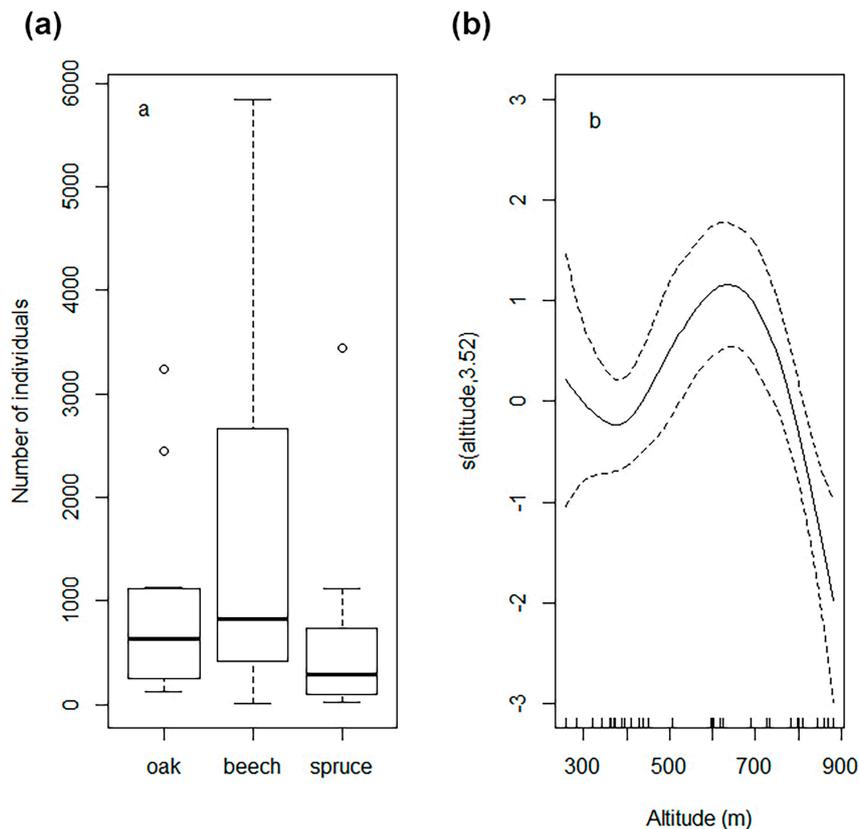 (a)
a
Number of individuals
6000
5000
4000
3000
2000
1000
0
oak beech spruce
(b)
b
s(altitude,3.52)
3
2
1
0
-1
-2
-3
300 500 700 900
Altitude (m)